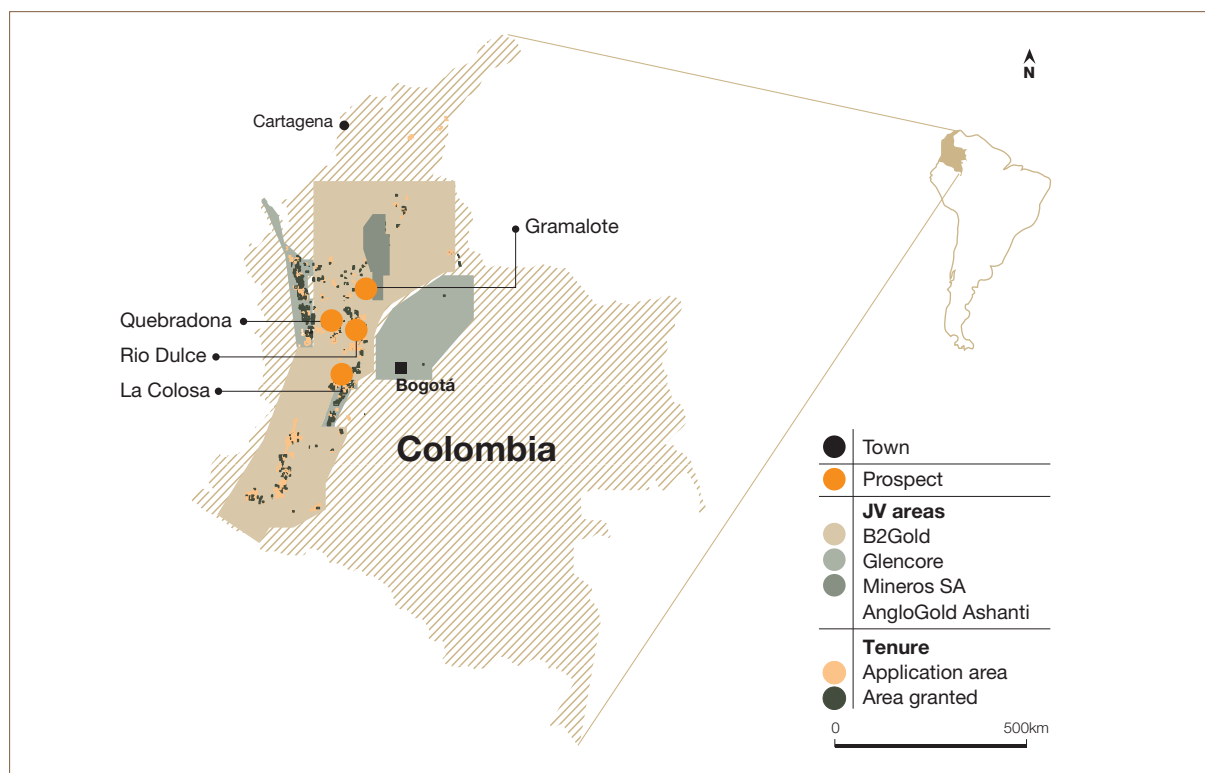 N
Cartagena
Gramalote
Quebradona
Rio Dulce
La Colosa
Bogotá
Colombia
Town
Prospect
JV areas
B2Gold
Glencore
Mineros SA
AngloGold Ashanti
Tenure
Application area
Area granted
0 500km